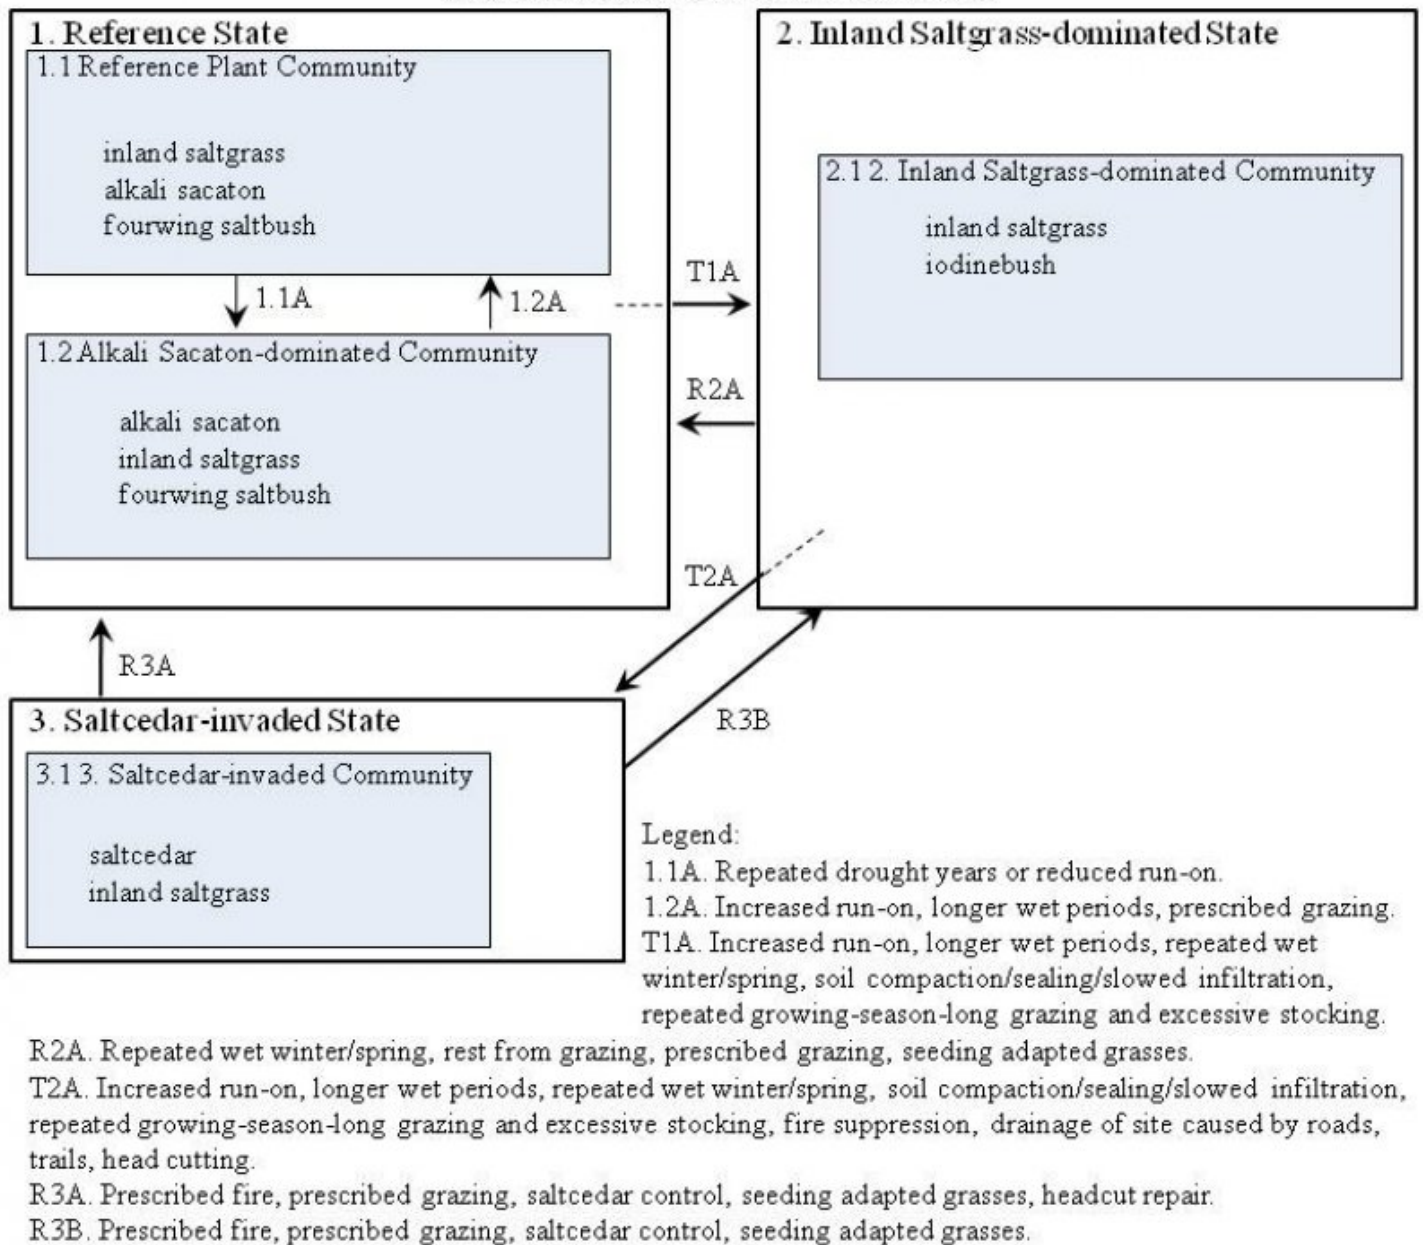 1. Reference State
1.1 Reference Plant Community
inland saltgrass
alkali sacaton
fourwing saltbush
1.1A
1.2A
1.2 Alkali Sacaton-dominated Community
alkali sacaton
inland saltgrass
fourwing saltbush
T1A
R2A
2. Inland Saltgrass-dominated State
2.1 2. Inland Saltgrass-dominated Community
inland saltgrass
iodinebush
T2A
R3A
R3B
3. Saltcedar-invaded State
3.1 3. Saltcedar-invaded Community
saltcedar
inland saltgrass
Legend:
1.1A. Repeated drought years or reduced run-on.
1.2A. Increased run-on, longer wet periods, prescribed grazing.
T1A. Increased run-on, longer wet periods, repeated wet
winter/spring, soil compaction/sealing/slowed infiltration,
repeated growing-season-long grazing and excessive stocking.
R2A. Repeated wet winter/spring, rest from grazing, prescribed grazing, seeding adapted grasses.
T2A. Increased run-on, longer wet periods, repeated wet winter/spring, soil compaction/sealing/slowed infiltration,
repeated growing-season-long grazing and excessive stocking, fire suppression, drainage of site caused by roads,
trails, head cutting.
R3A. Prescribed fire, prescribed grazing, saltcedar control, seeding adapted grasses, headcut repair.
R3B. Prescribed fire, prescribed grazing, saltcedar control, seeding adapted grasses.